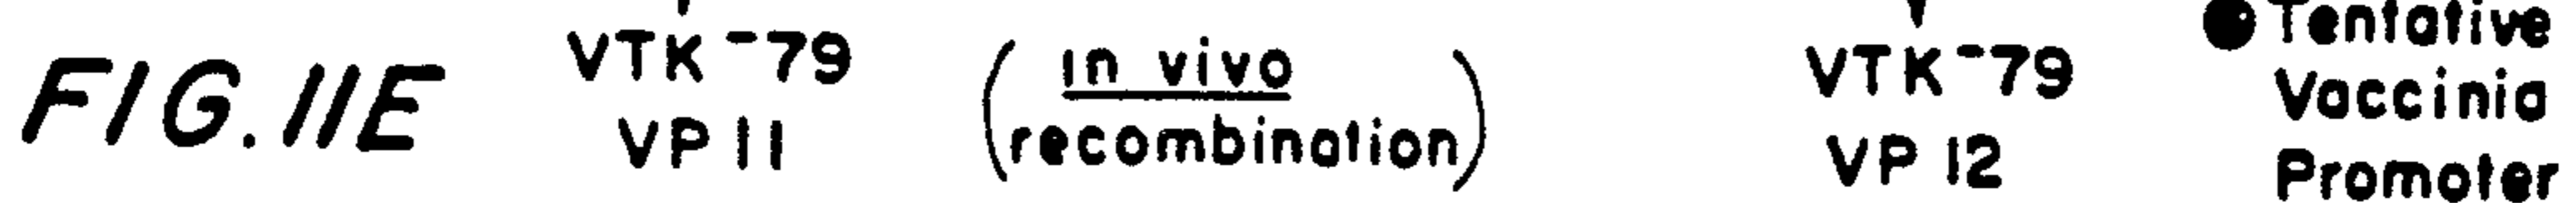 FIG. 11E
VTK⁻79
VP 11
(in vivo
recombination)
VTK⁻79
VP 12
● Tentative
Vaccinia
Promoter